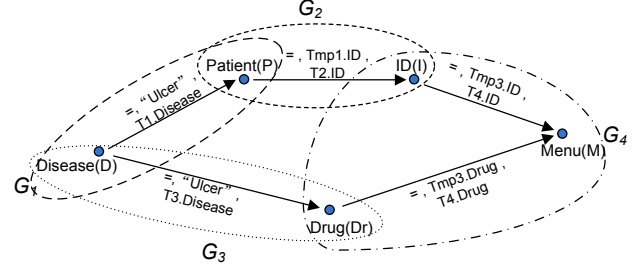 G2
Patient(P)
=, Tmp1.ID,
T2.ID
ID(I)
=, "Ulcer",
T1.Disease
=, Tmp3.ID,
T4.ID
G4
Menu(M)
Disease(D)
G
=, "Ulcer",
T3.Disease
=, Tmp3.Drug,
T4.Drug
Drug(Dr)
G3